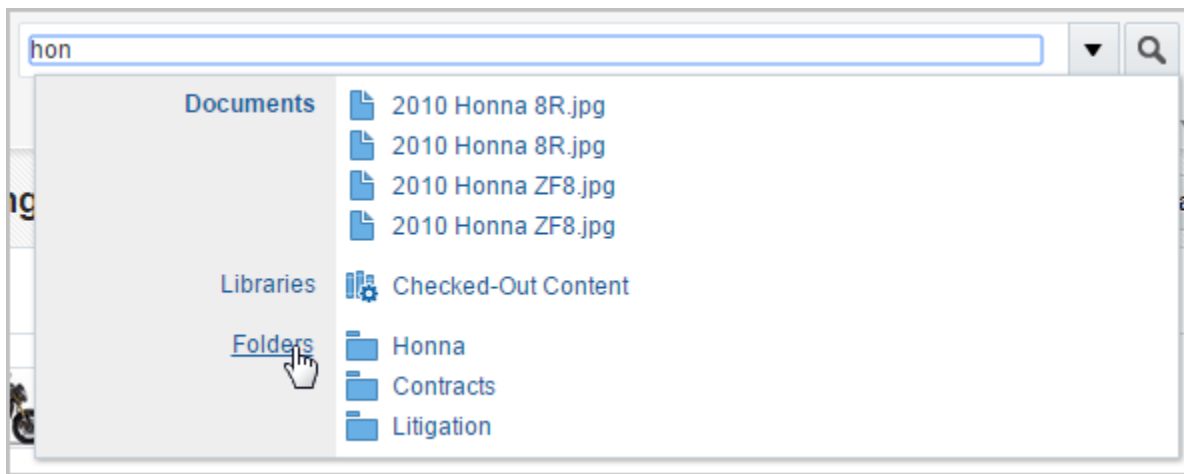 hon
Documents 2010 Honna 8R.jpg
2010 Honna 8R.jpg
2010 Honna ZF8.jpg
2010 Honna ZF8.jpg
Libraries Checked-Out Content
Folders Honna
Contracts
Litigation